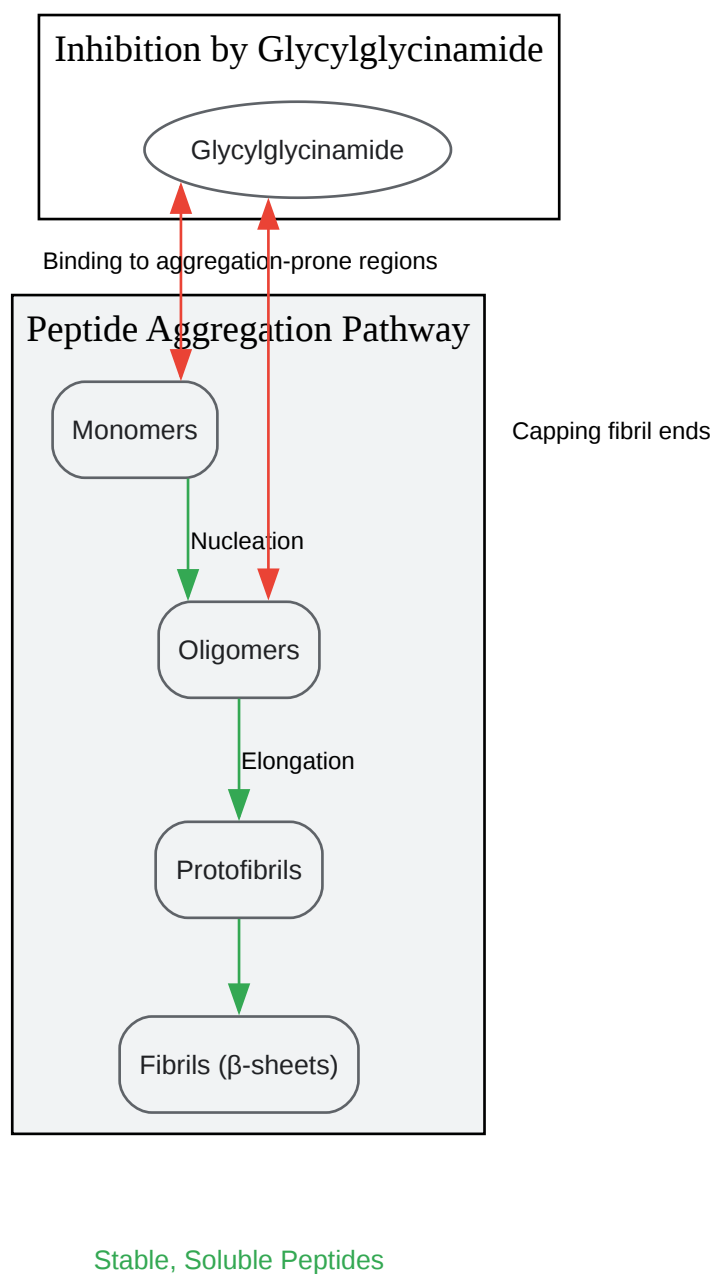 Inhibition by Glycylglycinamide
Glycylglycinamide
Binding to aggregation-prone regions
Peptide Aggregation Pathway
Monomers
Capping fibril ends
Nucleation
Oligomers
Elongation
Protofibrils
Fibrils (β-sheets)
Stable, Soluble Peptides